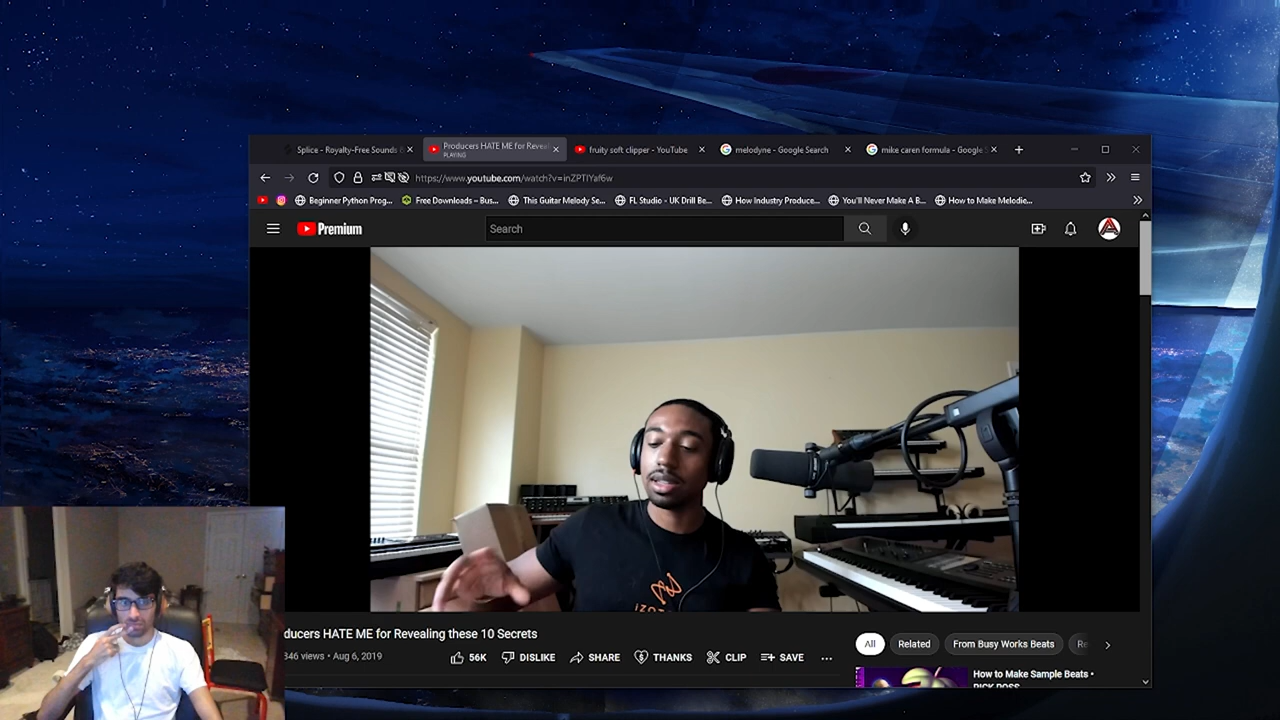 Splice - Royalty-Free Sounds &
Producers HATE ME for Reveal
PLAYING
fruity soft clipper - YouTube
melodyne - Google Search
mike caren formula - Google S
https://www.youtube.com/watch?v=inZPTIYaf6w
Beginner Python Prog...
Free Downloads – Bus...
This Guitar Melody Se...
FL Studio - UK Drill Be...
How Industry Produce...
You'll Never Make A B...
How to Make Melodie...
Premium
Search
ducers HATE ME for Revealing these 10 Secrets
346 views • Aug 6, 2019
56K
DISLIKE
SHARE
THANKS
CLIP
SAVE
All
Related
From Busy Works Beats
Re
How to Make Sample Beats •
RICK ROSS